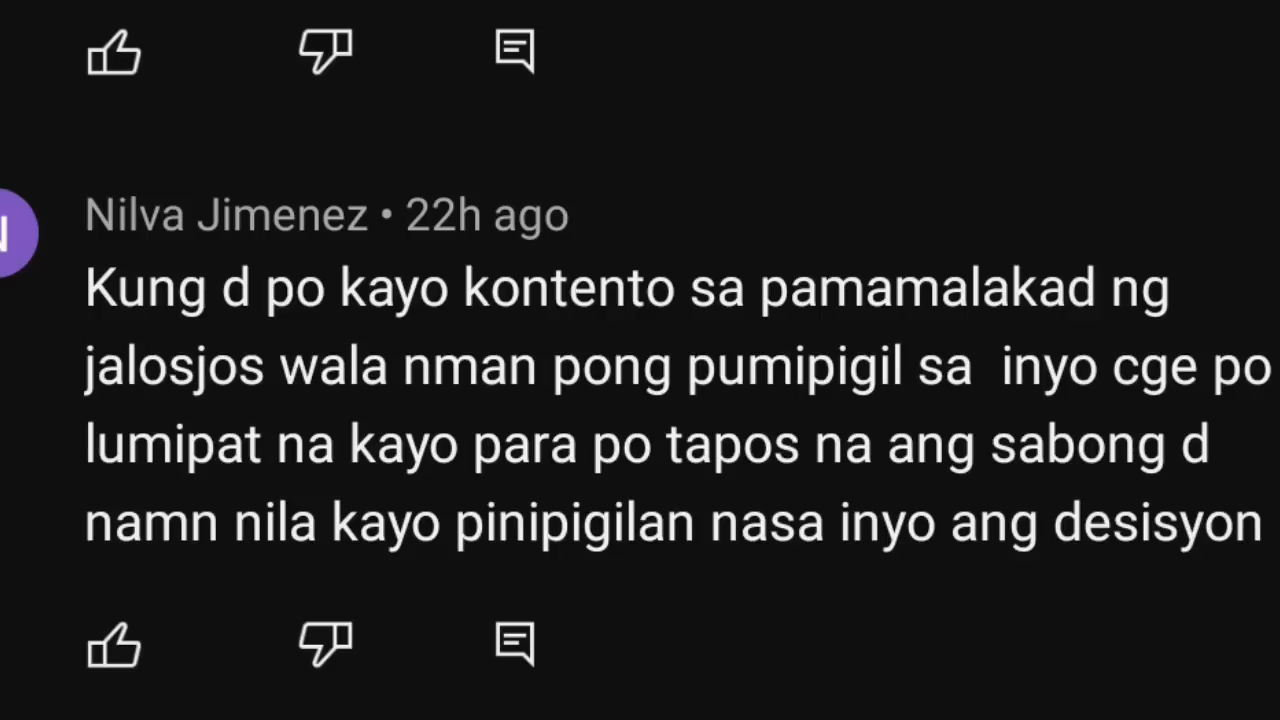 Nilva Jimenez • 22h ago
Kung d po kayo kontento sa pamamalakad ng
jalosjos wala nman pong pumipigil sa  inyo cge po
lumipat na kayo para po tapos na ang sabong d
namn nila kayo pinipigilan nasa inyo ang desisyon